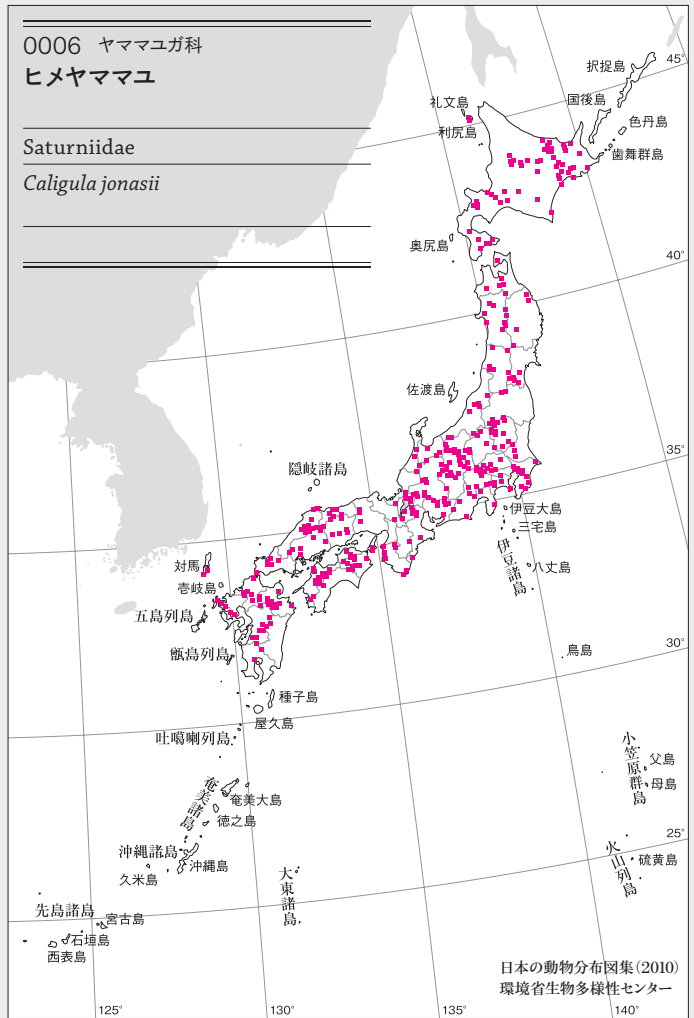 0006 ヤママユガ科
ヒメヤママユ
Saturniidae
Caligula jonasii
45°
択捉島
礼文島
国後島
色丹島
利尻島
歯舞群島
奥尻島
40°
佐渡島
35°
隠岐諸島
伊豆大島
三宅島
伊豆諸島
八丈島
対馬
壱岐島
五島列島
甑島列島
鳥島
30°
種子島
屋久島
吐噶喇列島
小笠原群島
父島
母島
奄美諸島
奄美大島
徳之島
25°
沖縄諸島
沖縄島
久米島
火山列島
硫黄島
大東諸島
先島諸島
宮古島
石垣島
西表島
日本の動物分布図集(2010)
環境省生物多様性センター
125°
130°
135°
140°